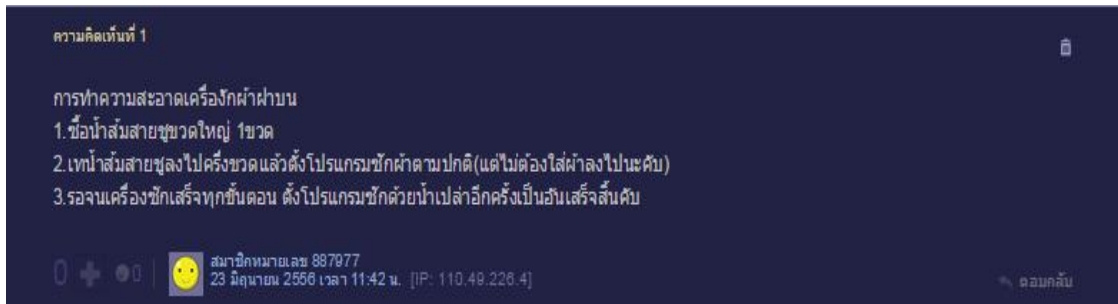 ความคิดเห็นที่ 1
การทำความสะอาดเครื่องักผ้าฝาบน
1.ซื้อน้ำส้มสายชูขวดใหญ่ 1ขวด
2.เทน้ำส้มสายชูลงไปครึ่งขวดแล้วตั้งโปรแกรมซักผ้าตามปกติ(แต่ไม่ต้องใส่ผ้าลงไปนะคับ)
3.รอจนเครื่องซักเสร็จทุกขั้นตอน ตั้งโปรแกรมซักด้วยน้ำเปล่าอีกครั้งเป็นอันเสร็จสิ้นคับ
0 0
สมาชิกหมายเลข 887977
23 มิถุนายน 2556 เวลา 11:42 น. [IP: 110.49.226.4]
ตอบกลับ